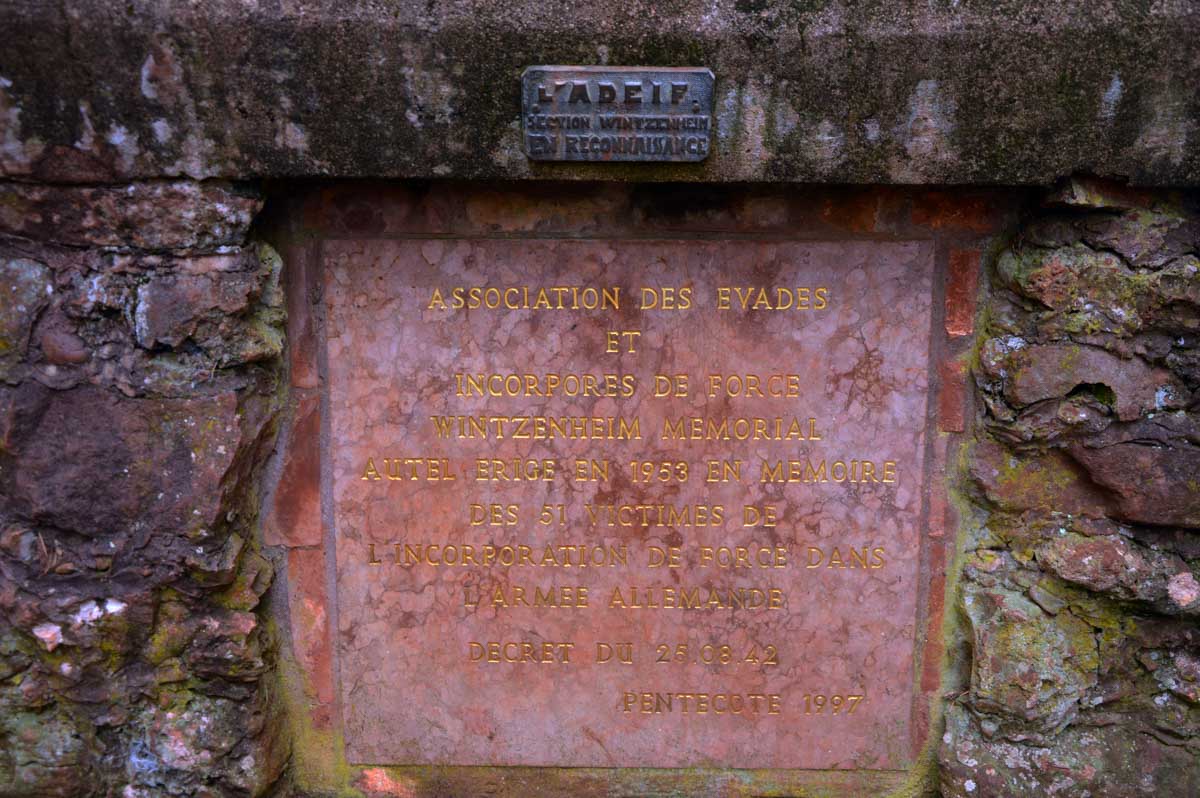 L'ADEIF.
SECTION WINTZENHEIM
EN RECONNAISSANCE
ASSOCIATION DES EVADES
ET
INCORPORES DE FORCE
WINTZENHEIM MEMORIAL
AUTEL ERIGE EN 1953 EN MEMOIRE
DES 51 VICTIMES DE
L'INCORPORATION DE FORCE DANS
L'ARMEE ALLEMANDE
DECRET DU 25.08.42
PENTECOTE 1997